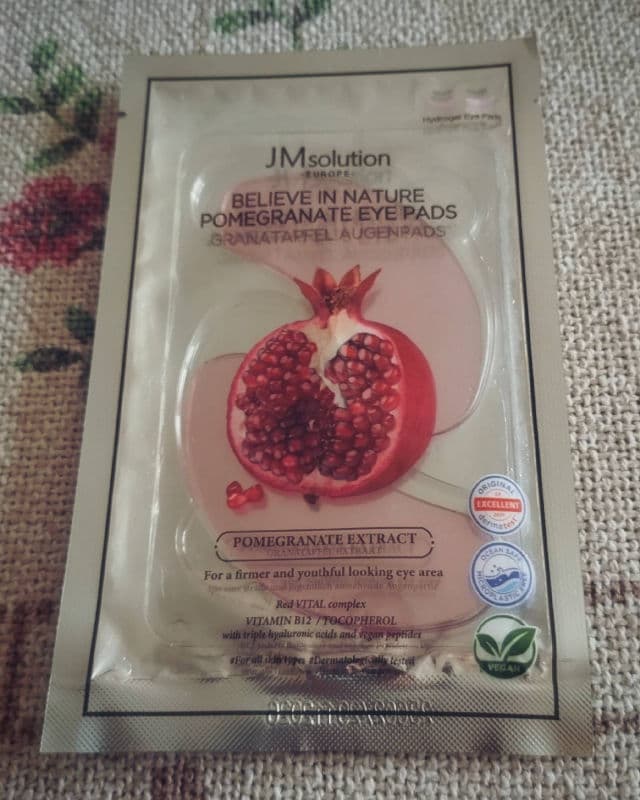 Hydrogel Eye Pads
JMsolution
-EUROPE-
BELIEVE IN NATURE
POMEGRANATE EYE PADS
GRANATAPFEL AUGENPADS
POMEGRANATE EXTRACT
GRANATAPFEL EXTRAKT
For a firmer and youthful looking eye area
Red VITAL complex
VITAMIN B12 / TOCOPHEROL
with triple hyaluronic acids and vegan peptides
#For all skin types #Dermatologically tested
ORIGINAL
EXCELLENT
dermatest
OCEAN SAFE
MICROPLASTIC FREE
VEGAN